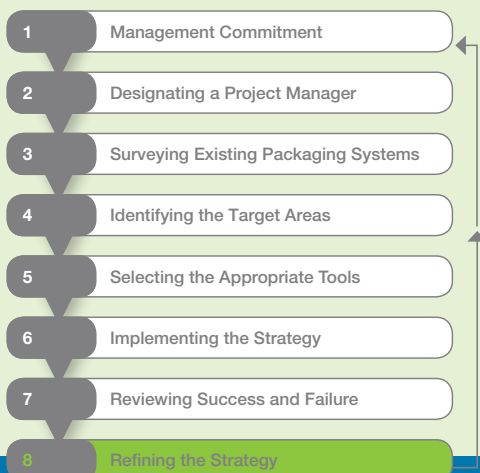 1 Management Commitment
2 Designating a Project Manager
3 Surveying Existing Packaging Systems
4 Identifying the Target Areas
5 Selecting the Appropriate Tools
6 Implementing the Strategy
7 Reviewing Success and Failure
8 Refining the Strategy